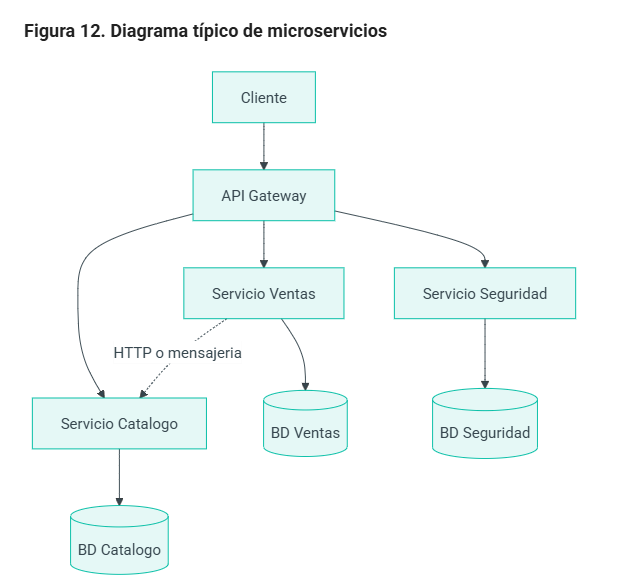 Figura 12. Diagrama típico de microservicios
Cliente
API Gateway
Servicio Ventas
Servicio Seguridad
HTTP o mensajeria
Servicio Catalogo
BD Ventas
BD Seguridad
BD Catalogo